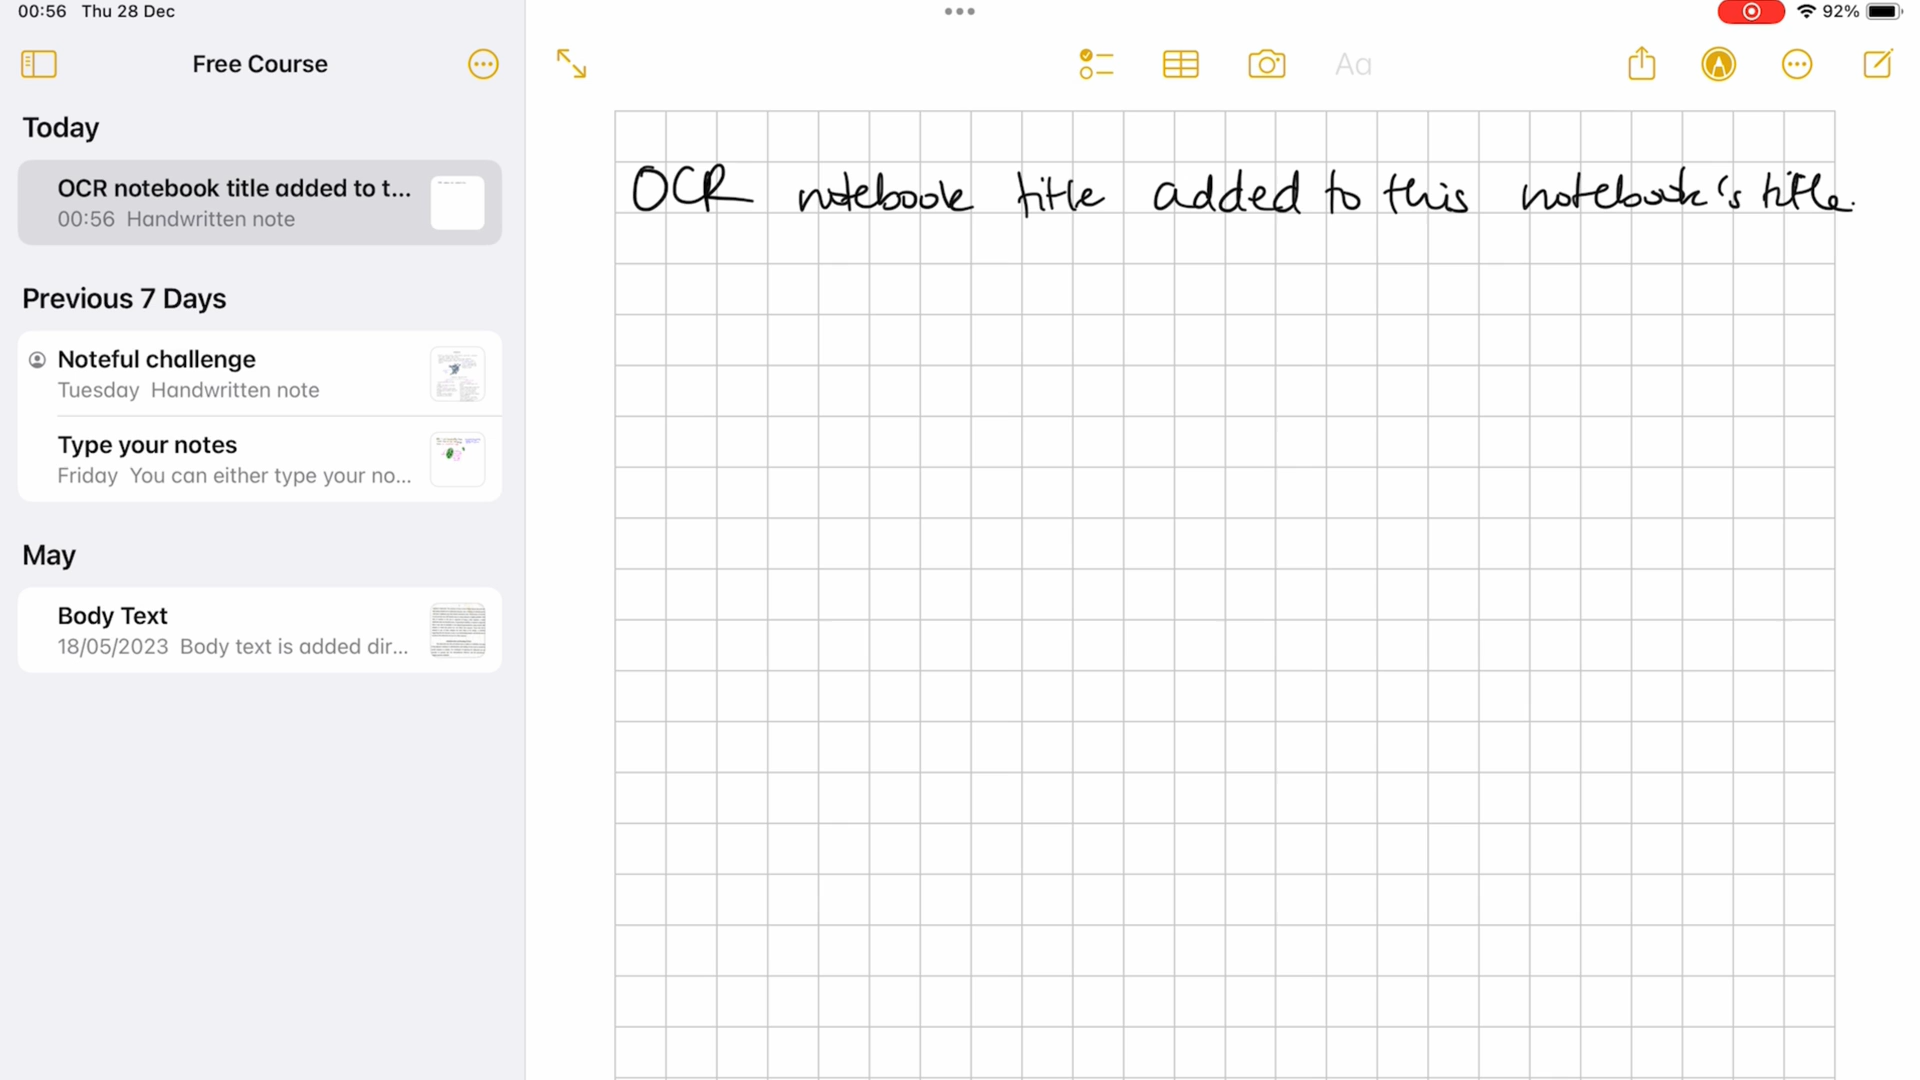 00:56 Thu 28 Dec
92%
Free Course
Aa
Today
OCR notebook title added to t...
00:56 Handwritten note
Previous 7 Days
Noteful challenge
Tuesday Handwritten note
Type your notes
Friday You can either type your no...
May
Body Text
18/05/2023 Body text is added dir...
OCR notebook title added to this notebook's title.